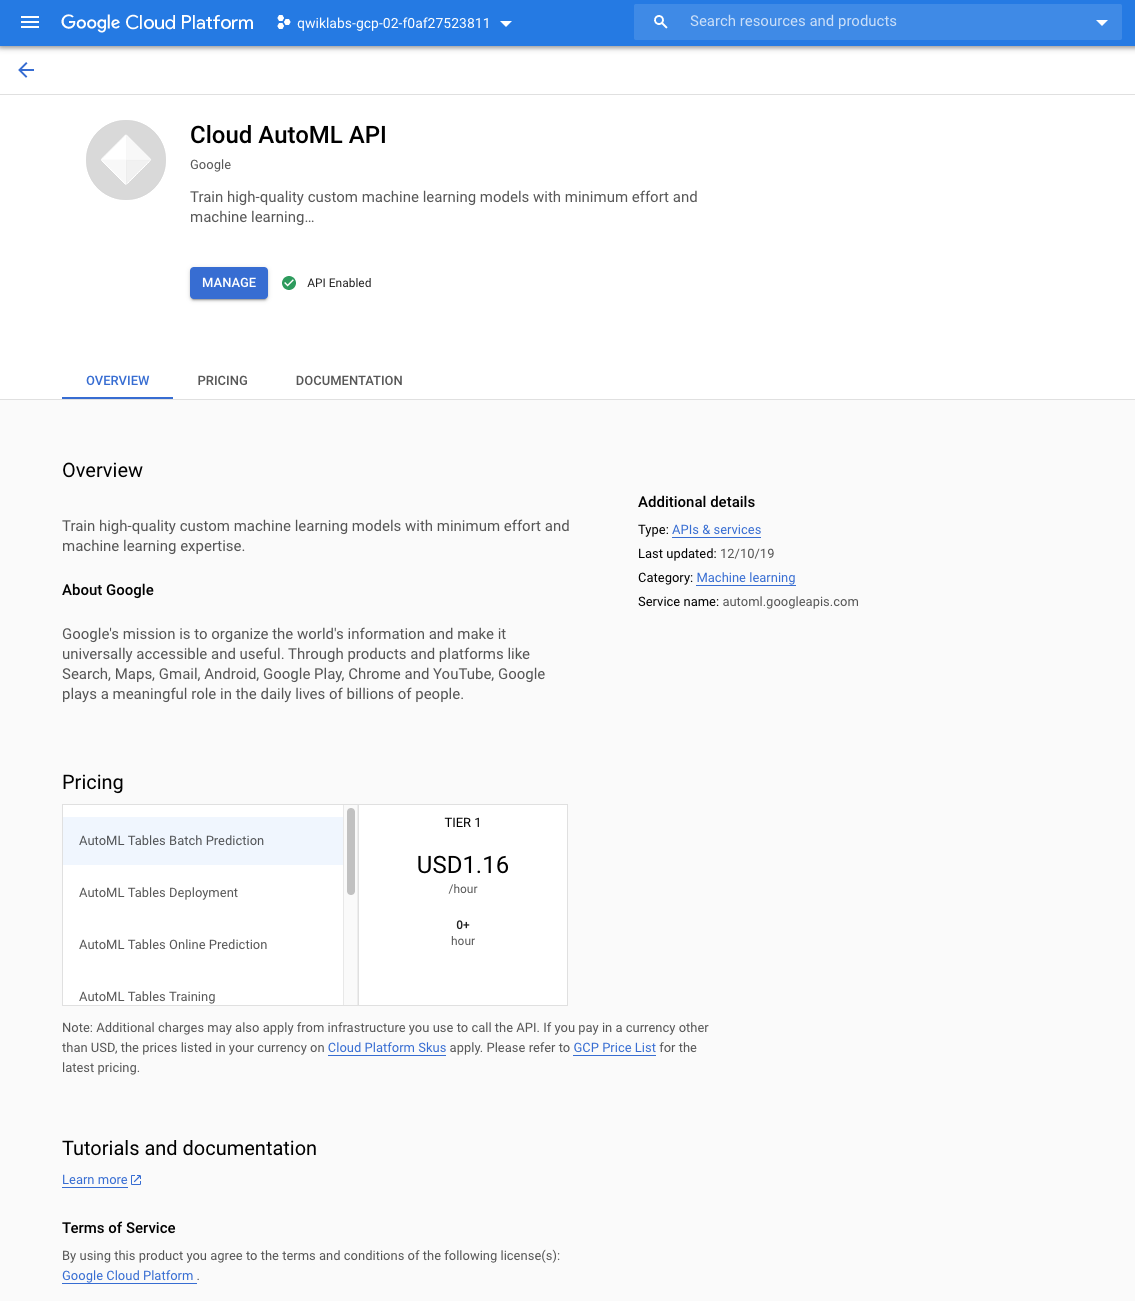 Google Cloud Platform
qwiklabs-gcp-02-f0af27523811
Search resources and products
Cloud AutoML API
Google
Train high-quality custom machine learning models with minimum effort and
machine learning…
MANAGE
API Enabled
OVERVIEW
PRICING
DOCUMENTATION
Overview
Train high-quality custom machine learning models with minimum effort and
machine learning expertise.
About Google
Google's mission is to organize the world's information and make it
universally accessible and useful. Through products and platforms like
Search, Maps, Gmail, Android, Google Play, Chrome and YouTube, Google
plays a meaningful role in the daily lives of billions of people.
Additional details
Type: APIs & services
Last updated: 12/10/19
Category: Machine learning
Service name: automl.googleapis.com
Pricing
AutoML Tables Batch Prediction
AutoML Tables Deployment
AutoML Tables Online Prediction
AutoML Tables Training
TIER 1
USD1.16
/hour
0+
hour
Note: Additional charges may also apply from infrastructure you use to call the API. If you pay in a currency other
than USD, the prices listed in your currency on Cloud Platform Skus apply. Please refer to GCP Price List for the
latest pricing.
Tutorials and documentation
Learn more
Terms of Service
By using this product you agree to the terms and conditions of the following license(s):
Google Cloud Platform .